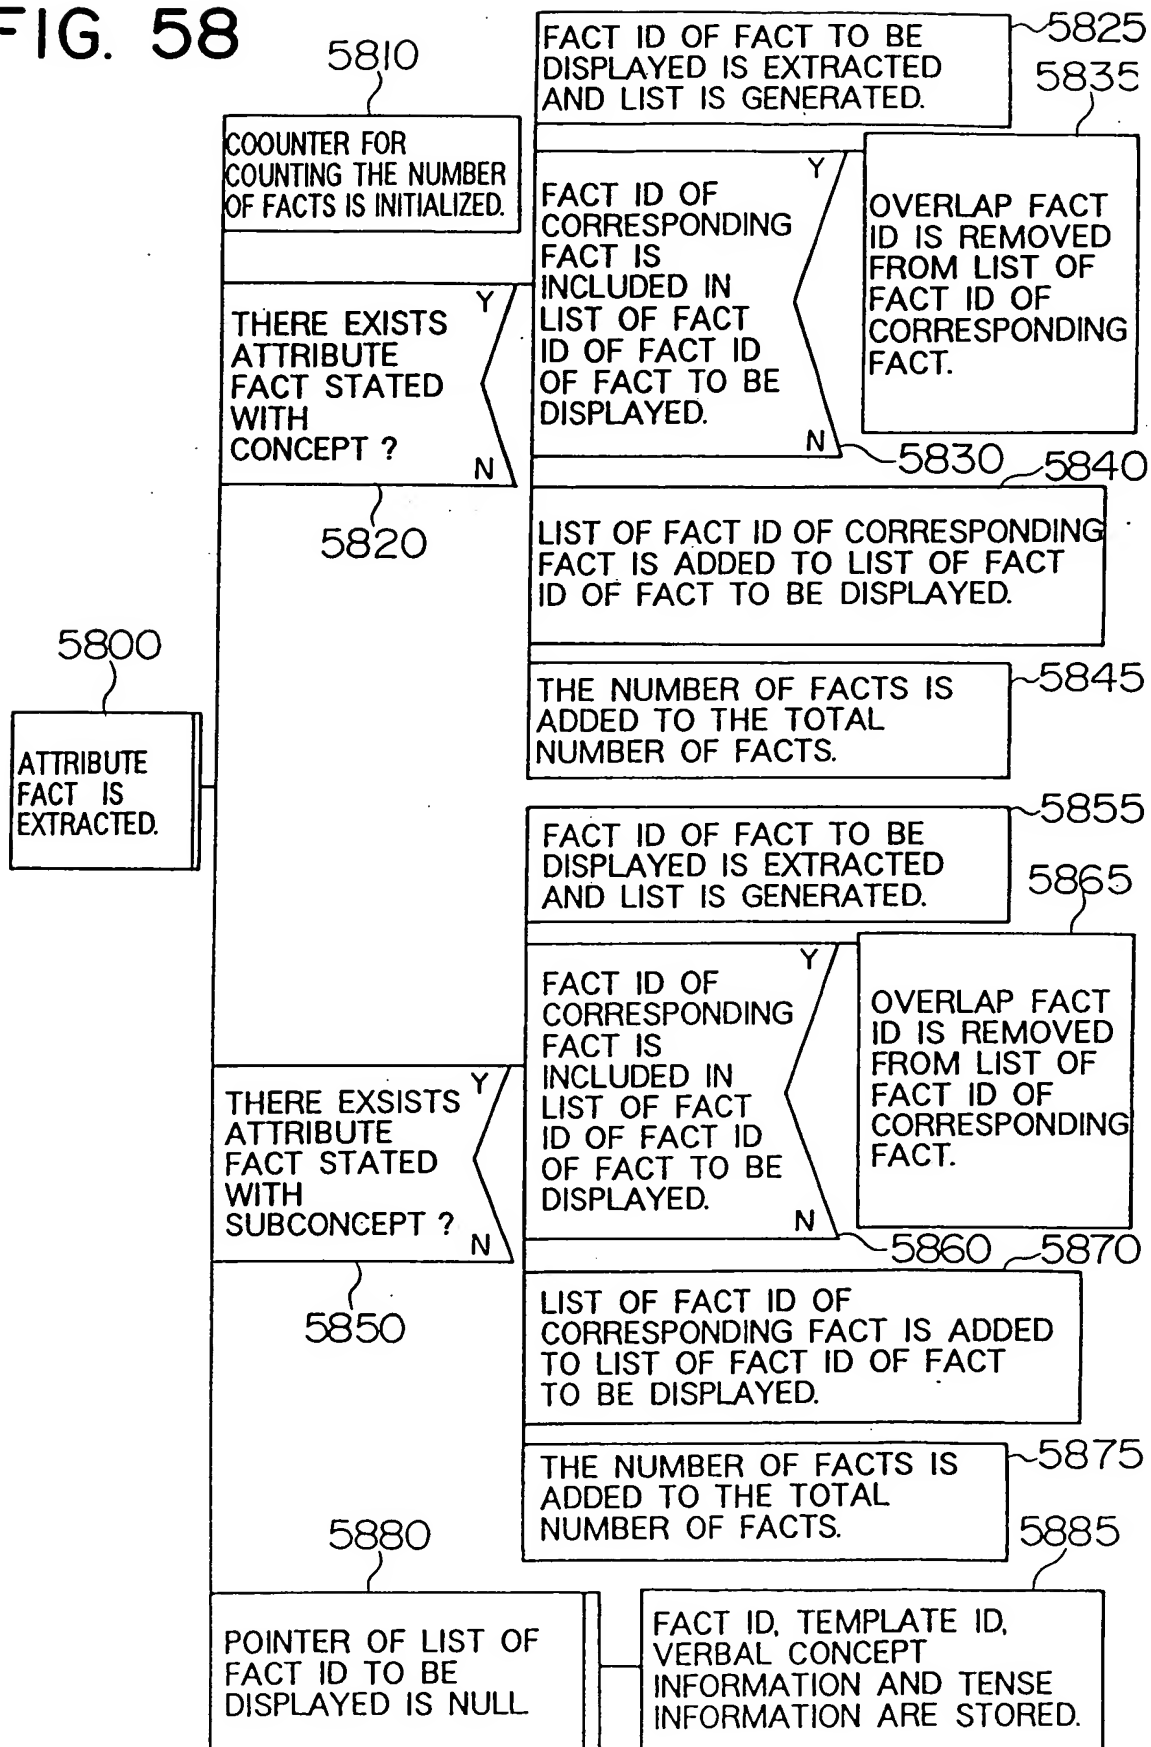 FIG. 58
5810
COOUNTER FOR
COUNTING THE NUMBER
OF FACTS IS INITIALIZED.
5825
FACT ID OF FACT TO BE
DISPLAYED IS EXTRACTED
AND LIST IS GENERATED.
5835
Y
FACT ID OF
CORRESPONDING
FACT IS
INCLUDED IN
LIST OF FACT
ID OF FACT ID
OF FACT TO BE
DISPLAYED.
N
5830
OVERLAP FACT
ID IS REMOVED
FROM LIST OF
FACT ID OF
CORRESPONDING
FACT.
Y
THERE EXISTS
ATTRIBUTE
FACT STATED
WITH
CONCEPT ?
N
5820
5840
LIST OF FACT ID OF CORRESPONDING
FACT IS ADDED TO LIST OF FACT
ID OF FACT TO BE DISPLAYED.
5800
ATTRIBUTE
FACT IS
EXTRACTED.
5845
THE NUMBER OF FACTS IS
ADDED TO THE TOTAL
NUMBER OF FACTS.
5855
FACT ID OF FACT TO BE
DISPLAYED IS EXTRACTED
AND LIST IS GENERATED.
5865
Y
FACT ID OF
CORRESPONDING
FACT IS
INCLUDED IN
LIST OF FACT
ID OF FACT ID
OF FACT TO BE
DISPLAYED.
N
5860
OVERLAP FACT
ID IS REMOVED
FROM LIST OF
FACT ID OF
CORRESPONDING
FACT.
Y
THERE EXSISTS
ATTRIBUTE
FACT STATED
WITH
SUBCONCEPT ?
N
5850
5870
LIST OF FACT ID OF
CORRESPONDING FACT IS ADDED
TO LIST OF FACT ID OF FACT
TO BE DISPLAYED.
5875
THE NUMBER OF FACTS IS
ADDED TO THE TOTAL
NUMBER OF FACTS.
5880
POINTER OF LIST OF
FACT ID TO BE
DISPLAYED IS NULL
5885
FACT ID, TEMPLATE ID,
VERBAL CONCEPT
INFORMATION AND TENSE
INFORMATION ARE STORED.